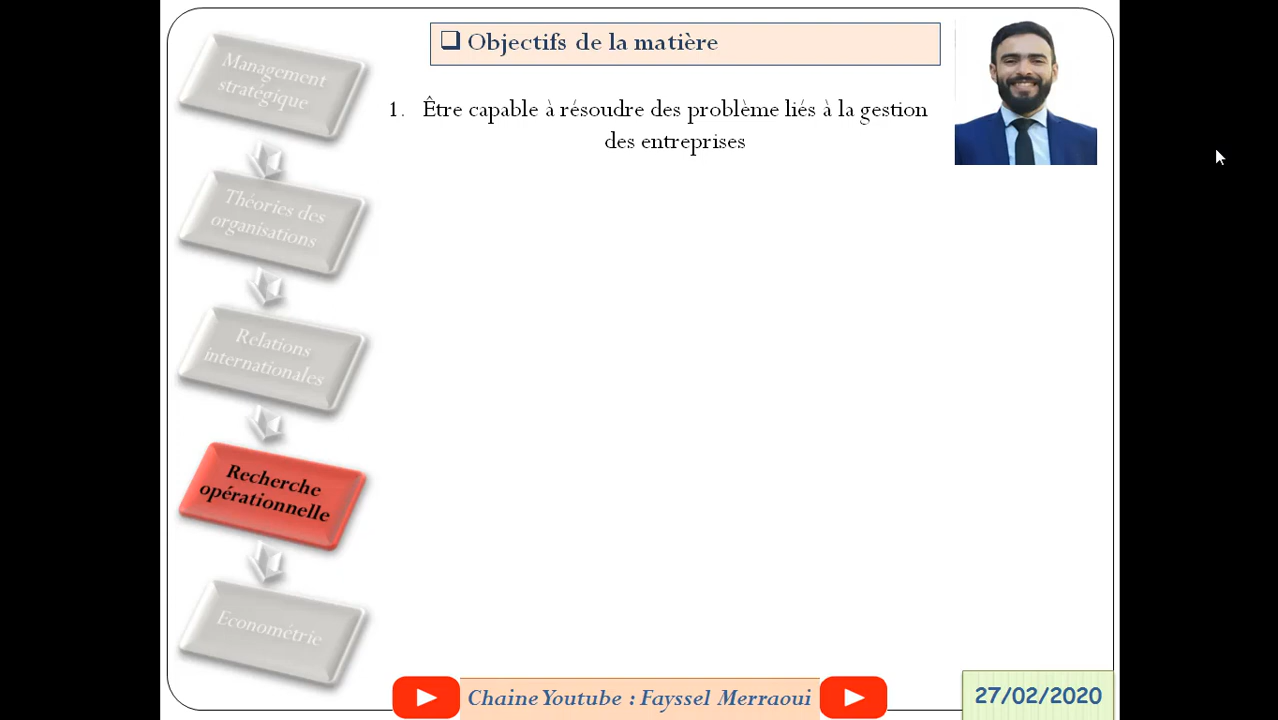 ❑ Objectifs de la matière
Management
stratégique
1. Être capable à résoudre des problème liés à la gestion
des entreprises
Théories des
organisations
Relations
internationales
Recherche
opérationnelle
Econométrie
Chaine Youtube : Fayssel Merraoui
27/02/2020